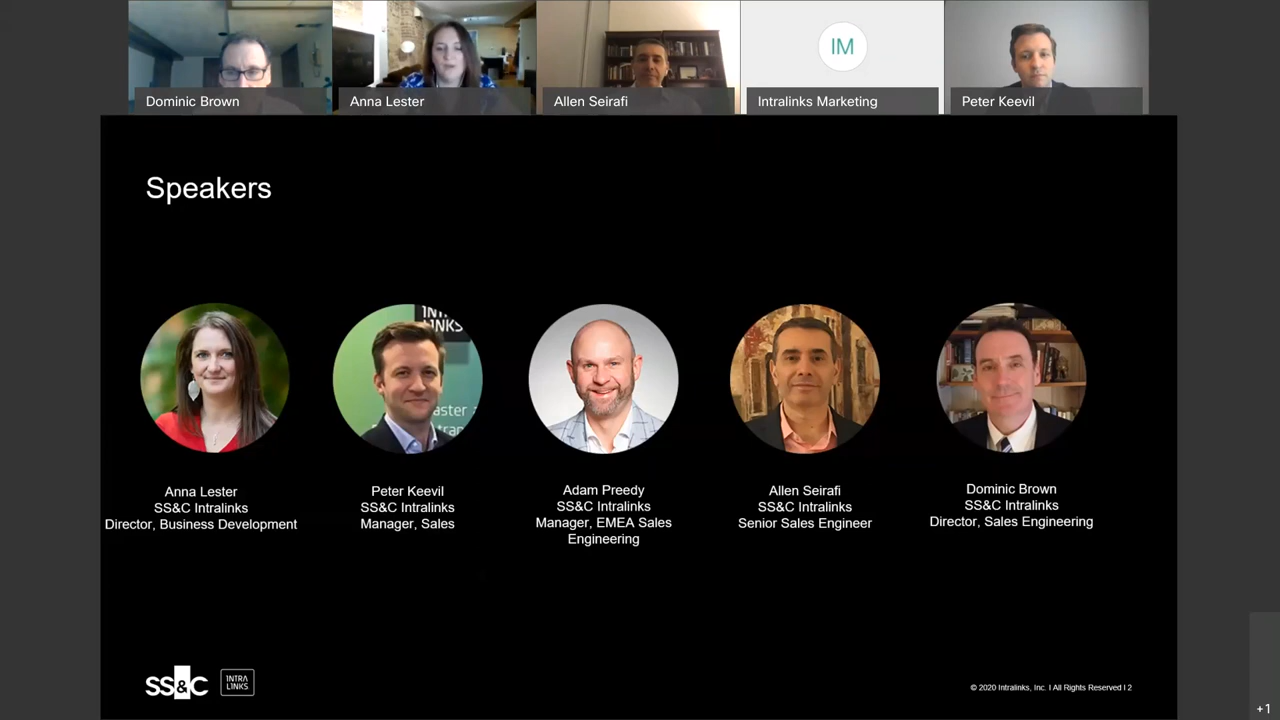 Dominic Brown
Anna Lester
Allen Seirafi
IM
Intralinks Marketing
Peter Keevil
Speakers
INTRA
LINKS
Anna Lester
SS&C Intralinks
Director, Business Development
Peter Keevil
SS&C Intralinks
Manager, Sales
Adam Preedy
SS&C Intralinks
Manager, EMEA Sales
Engineering
Allen Seirafi
SS&C Intralinks
Senior Sales Engineer
Dominic Brown
SS&C Intralinks
Director, Sales Engineering
SS&C
INTRA
LINKS
© 2020 Intralinks, Inc. I All Rights Reserved I 2
+1